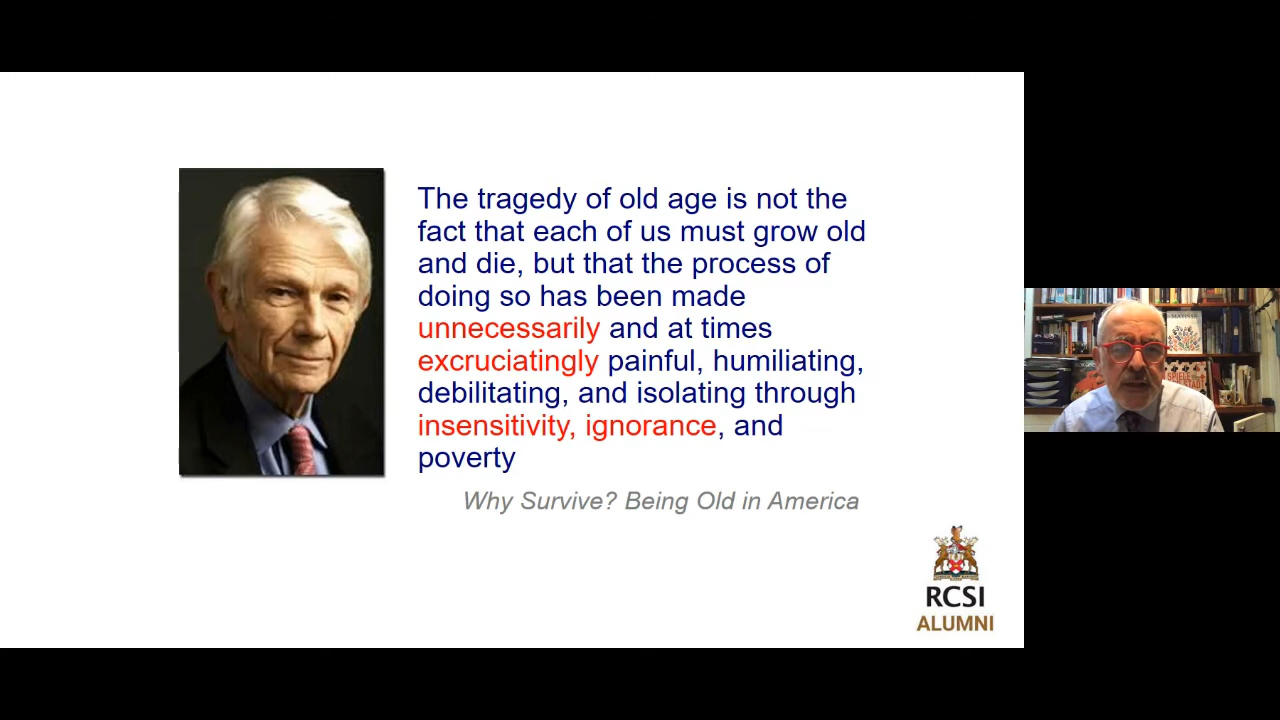 The tragedy of old age is not the
fact that each of us must grow old
and die, but that the process of
doing so has been made
unnecessarily and at times
excruciatingly painful, humiliating,
debilitating, and isolating through
insensitivity, ignorance, and
poverty
Why Survive? Being Old in America
RCSI
ALUMNI
MATISSE
SPIELE